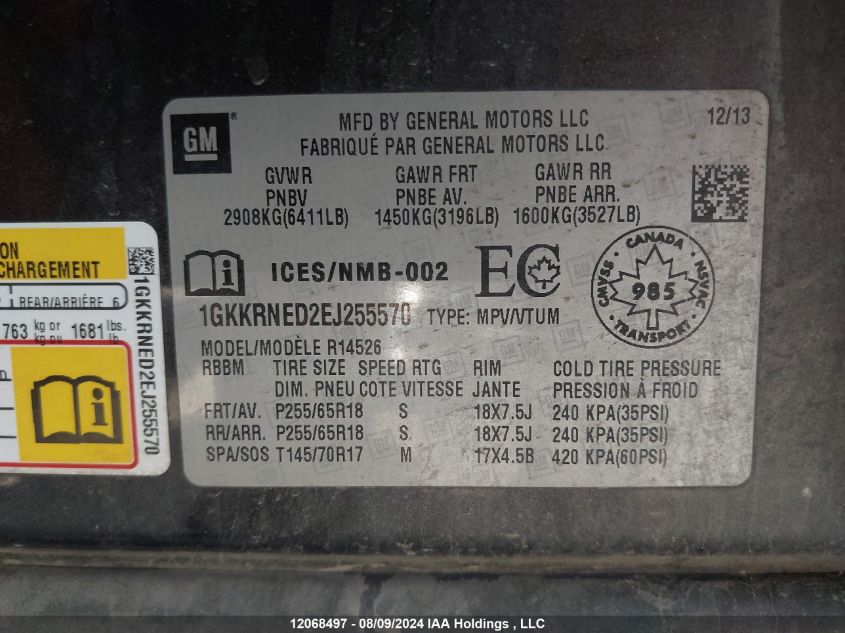 GM®
MFD BY GENERAL MOTORS LLC
FABRIQUÉ PAR GENERAL MOTORS LLC
12/13
GVWR GAWR FRT GAWR RR
PNBV PNBE AV. PNBE ARR.
2908KG(6411LB) 1450KG(3196LB) 1600KG(3527LB)
ICES/NMB-002 EC
CANADA
CMVSS 985 NSVAC
TRANSPORT
1GKKRNED2EJ255570 TYPE: MPV/VTUM
MODEL/MODÈLE R14526
RBBM TIRE SIZE SPEED RTG RIM COLD TIRE PRESSURE
DIM. PNEU COTE VITESSE JANTE PRESSION À FROID
FRT/AV. P255/65R18 S 18X7.5J 240 KPA(35PSI)
RR/ARR. P255/65R18 S 18X7.5J 240 KPA(35PSI)
SPA/SOS T145/70R17 M 17X4.5B 420 KPA(60PSI)
ON
CHARGEMENT
REAR/ARRIÈRE
763 kg or kg ou 1681 lbs. lb
1GKKRNED2EJ255570
12068497 - 08/09/2024 IAA Holdings , LLC